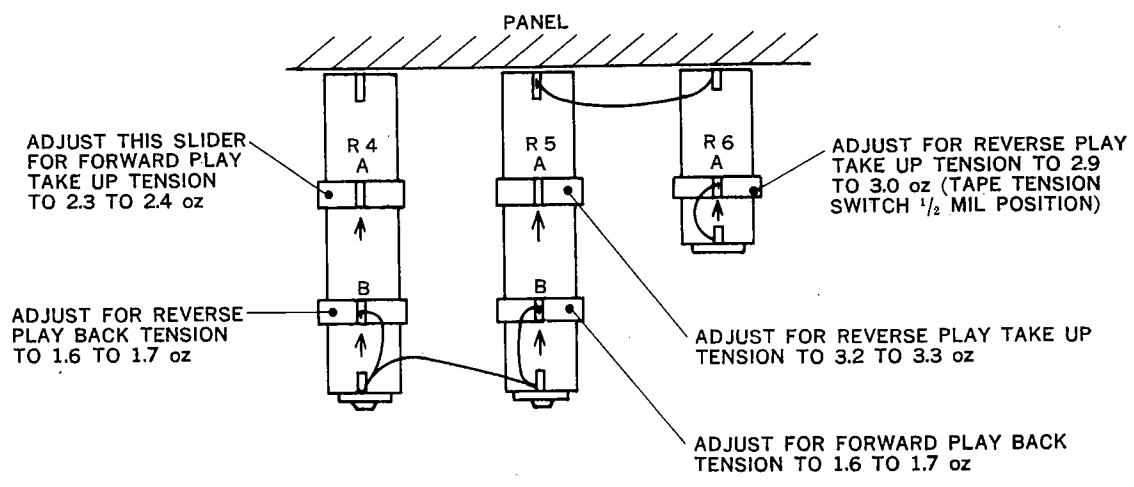 PANEL
ADJUST THIS SLIDER
FOR FORWARD PLAY
TAKE UP TENSION
TO 2.3 TO 2.4 oz
R4
A
B
R5
A
B
R6
A
ADJUST FOR REVERSE PLAY
TAKE UP TENSION TO 2.9
TO 3.0 oz (TAPE TENSION
SWITCH 1/2 MIL POSITION)
ADJUST FOR REVERSE
PLAY BACK TENSION
TO 1.6 TO 1.7 oz
ADJUST FOR REVERSE PLAY TAKE UP
TENSION TO 3.2 TO 3.3 oz
ADJUST FOR FORWARD PLAY BACK
TENSION TO 1.6 TO 1.7 oz